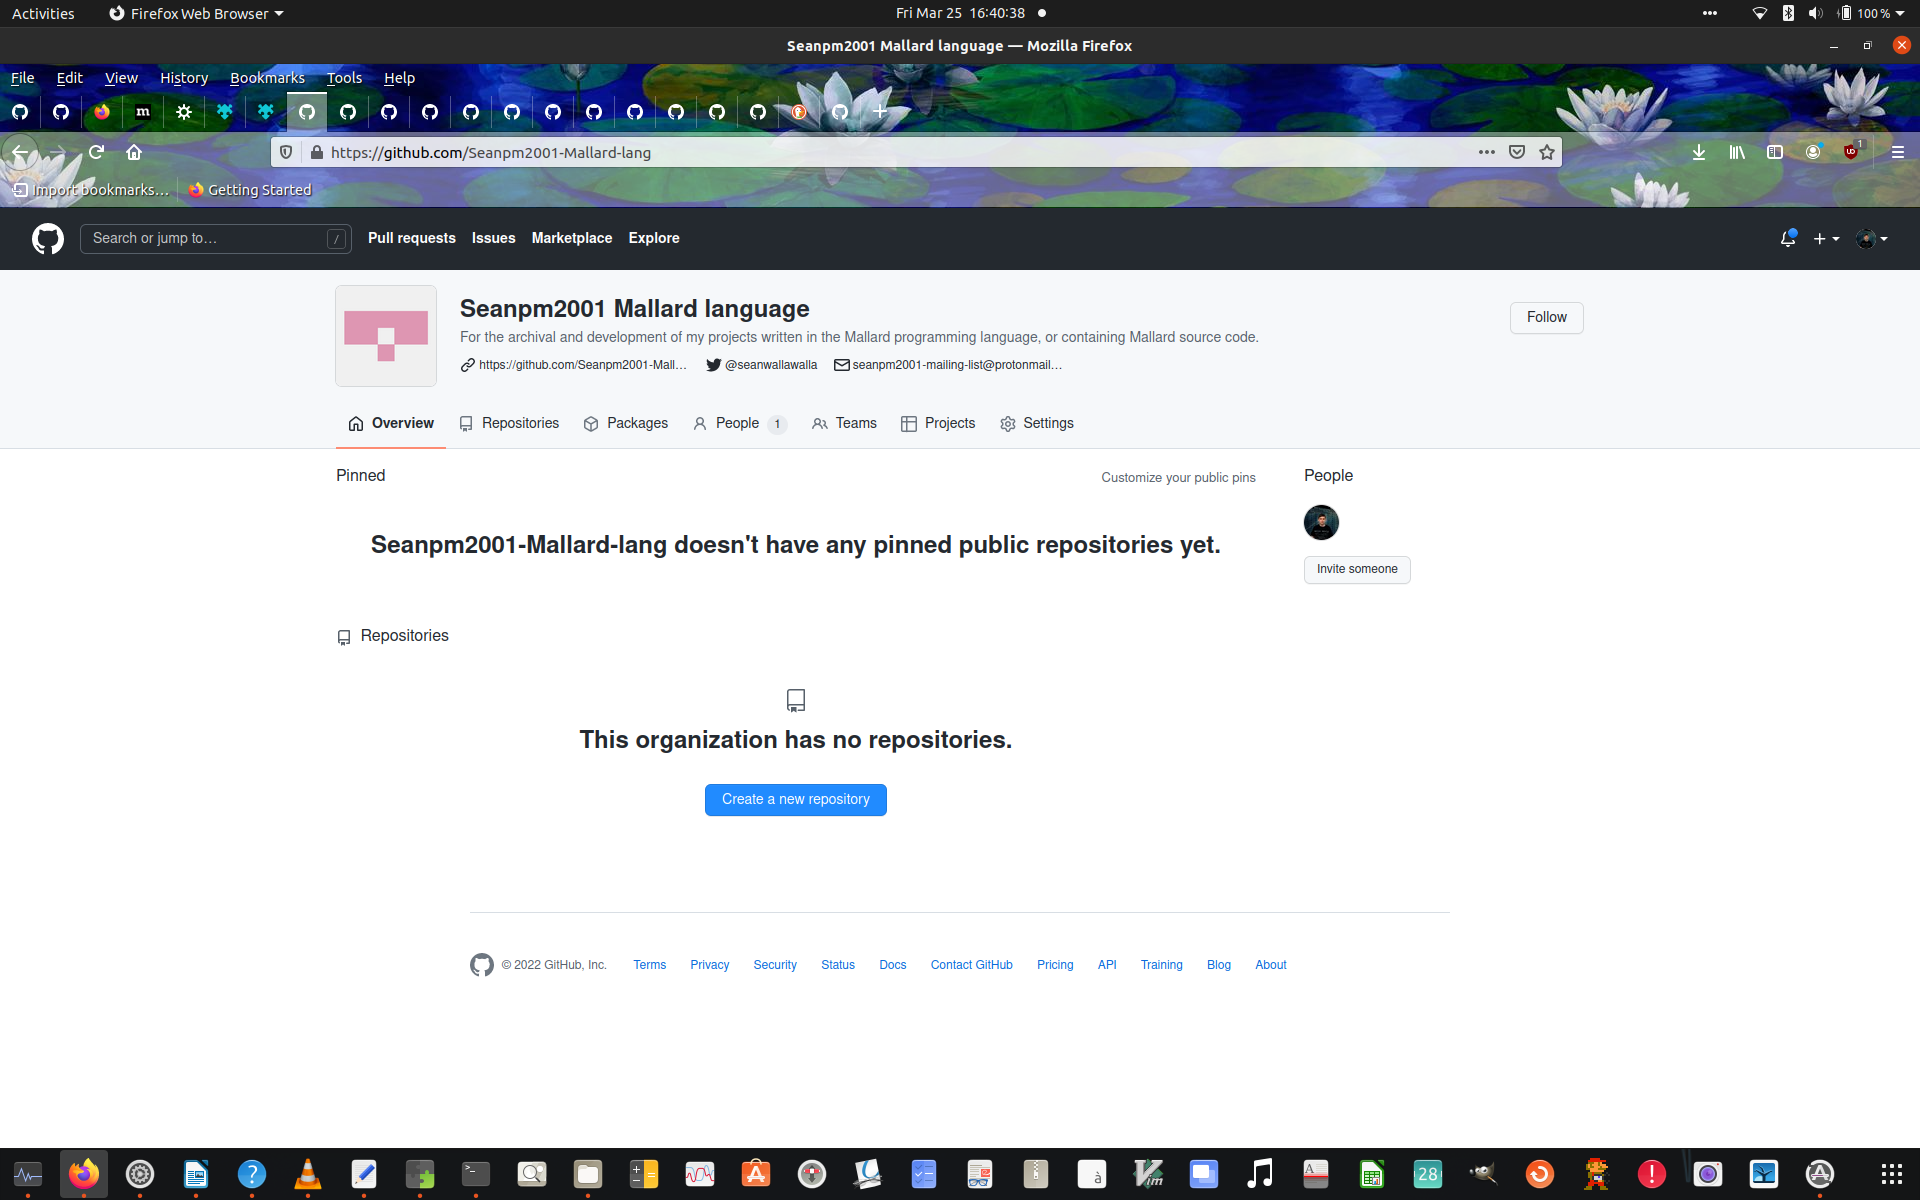 Activities Firefox Web Browser Fri Mar 25 16:40:38 100 %
Seanpm2001 Mallard language — Mozilla Firefox
File Edit View History Bookmarks Tools Help
m
https://github.com/Seanpm2001-Mallard-lang 1
Import bookmarks... Getting Started
Search or jump to... / Pull requests Issues Marketplace Explore
Seanpm2001 Mallard language
Follow
For the archival and development of my projects written in the Mallard programming language, or containing Mallard source code.
https://github.com/Seanpm2001-Mall... @seanwallawalla seanpm2001-mailing-list@protonmail...
Overview Repositories Packages People 1 Teams Projects Settings
Pinned Customize your public pins People
Seanpm2001-Mallard-lang doesn't have any pinned public repositories yet.
Invite someone
Repositories
This organization has no repositories.
Create a new repository
© 2022 GitHub, Inc. Terms Privacy Security Status Docs Contact GitHub Pricing API Training Blog About
? >_ à Vim A 28 !